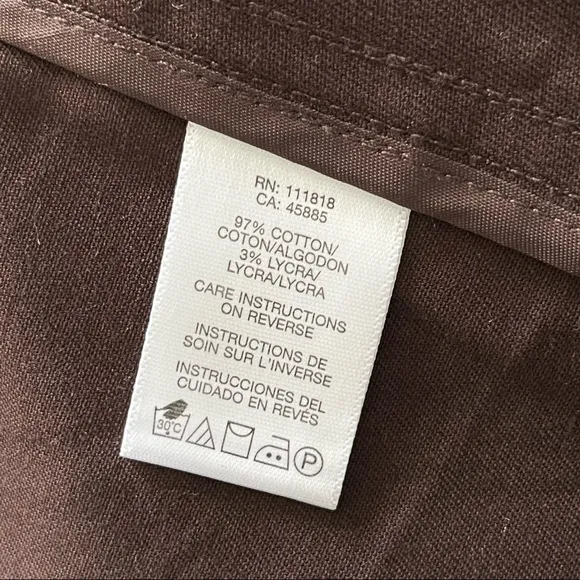 RN: 111818
CA: 45885
97% COTTON/
COTON/ALGODON
3% LYCRA/
LYCRA/LYCRA
CARE INSTRUCTIONS
ON REVERSE
INSTRUCTIONS DE
SOIN SUR L'INVERSE
INSTRUCCIONES DEL
CUIDADO EN REVÉS
30°C P